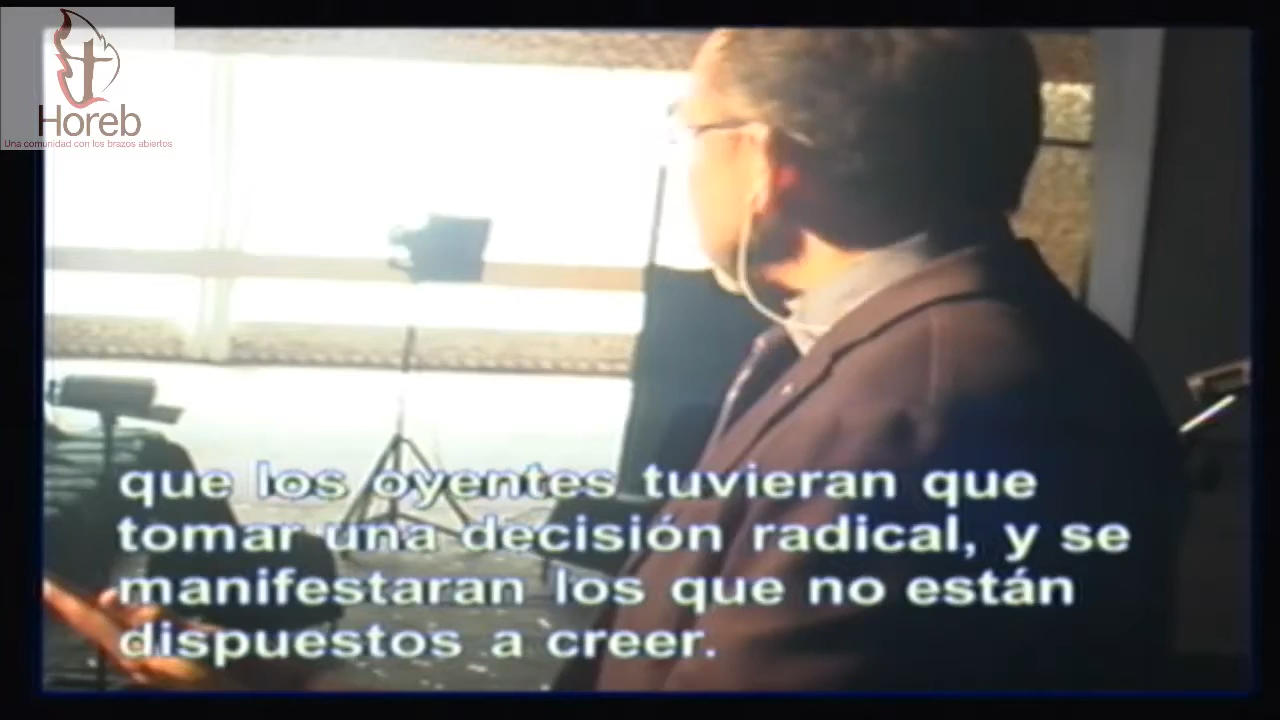 Horeb
Una comunidad con los brazos abiertos
que los oyentes tuvieran que
tomar una decisión radical, y se
manifestaran los que no están
dispuestos a creer.